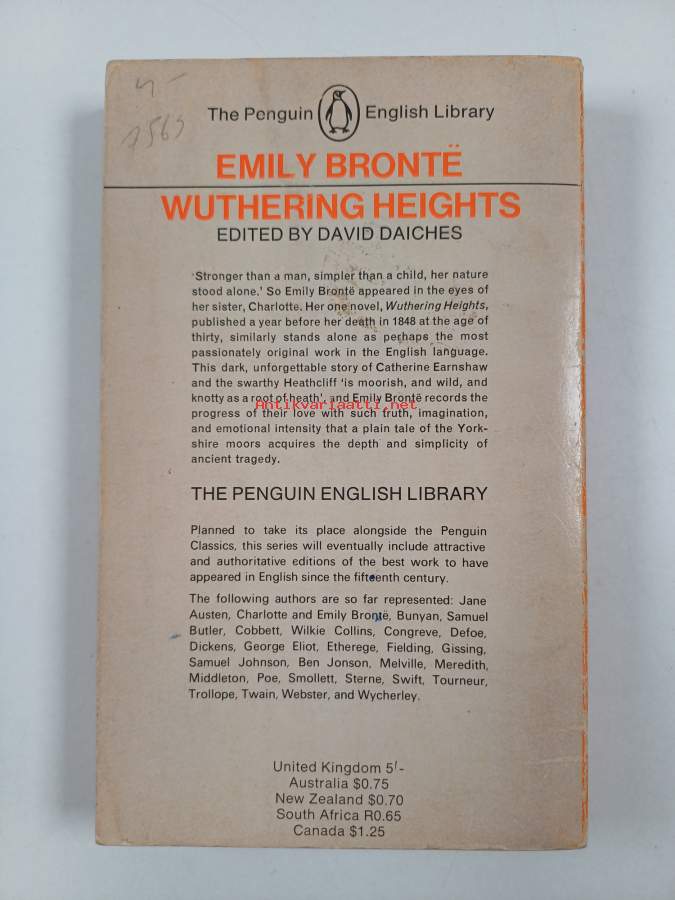 The Penguin English Library
EMILY BRONTË
WUTHERING HEIGHTS
EDITED BY DAVID DAICHES
'Stronger than a man, simpler than a child, her nature
stood alone.' So Emily Brontë appeared in the eyes of
her sister, Charlotte. Her one novel, Wuthering Heights,
published a year before her death in 1848 at the age of
thirty, similarly stands alone as perhaps the most
passionately original work in the English language.
This dark, unforgettable story of Catherine Earnshaw
and the swarthy Heathcliff 'is moorish, and wild, and
knotty as a root of heath', and Emily Brontë records the
Antikvariaatti.net
progress of their love with such truth, imagination,
and emotional intensity that a plain tale of the York-
shire moors acquires the depth and simplicity of
ancient tragedy.
THE PENGUIN ENGLISH LIBRARY
Planned to take its place alongside the Penguin
Classics, this series will eventually include attractive
and authoritative editions of the best work to have
appeared in English since the fifteenth century.
The following authors are so far represented: Jane
Austen, Charlotte and Emily Brontë, Bunyan, Samuel
Butler, Cobbett, Wilkie Collins, Congreve, Defoe,
Dickens, George Eliot, Etherege, Fielding, Gissing,
Samuel Johnson, Ben Jonson, Melville, Meredith,
Middleton, Poe, Smollett, Sterne, Swift, Tourneur,
Trollope, Twain, Webster, and Wycherley.
United Kingdom 5/-
Australia $0.75
New Zealand $0.70
South Africa R0.65
Canada $1.25